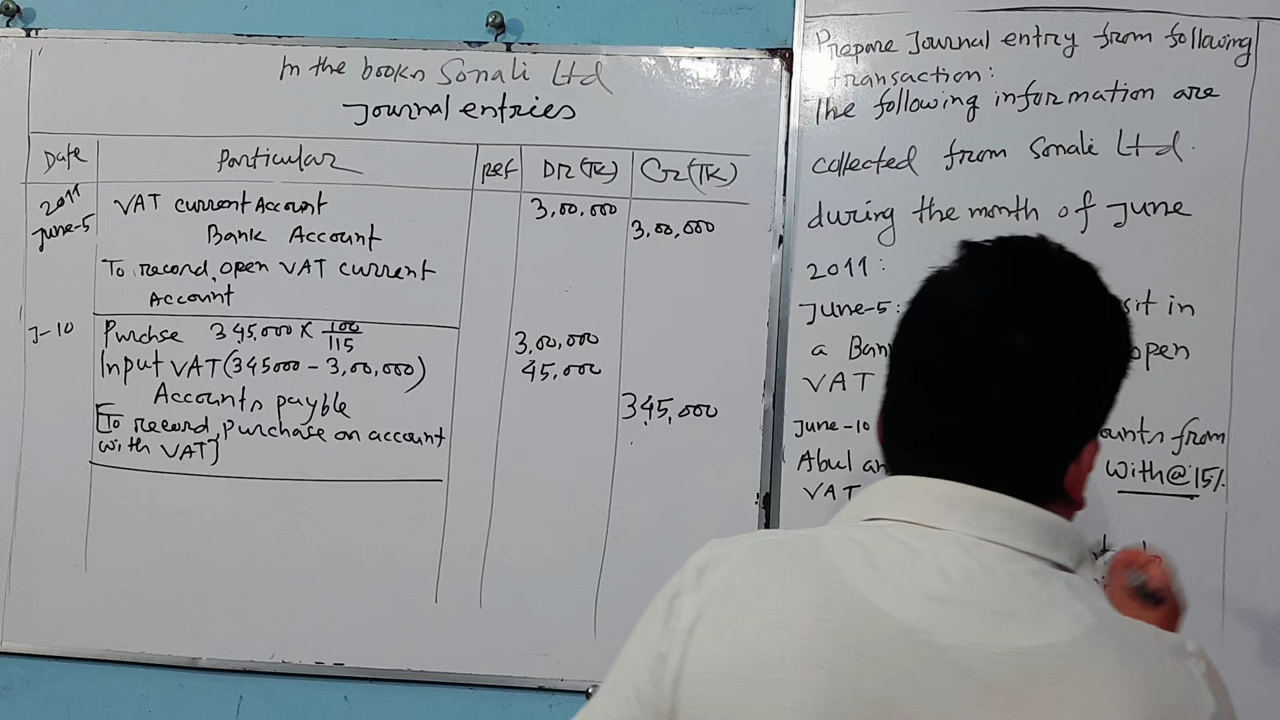 In the books Sonali Ltd
Journal entries
Date Particular Ref DR (TK) Cr (TK)
2011
June-5 VAT current Account 3,00,000
Bank Account 3,00,000
To record, open VAT current
Account
J-10 Purchse 345,000 × 100/115 3,00,000
Input VAT (345000 - 3,00,000) 45,000
Accounts payble 345,000
[To record, purchase on account
with VAT]
Prepare Journal entry from following
transaction:
The following information are
collected from Sonali Ltd.
during the month of June
2011:
June-5: sit in
a Ban open
VAT
June-10 ounts from
Abul an with@15%
VAT